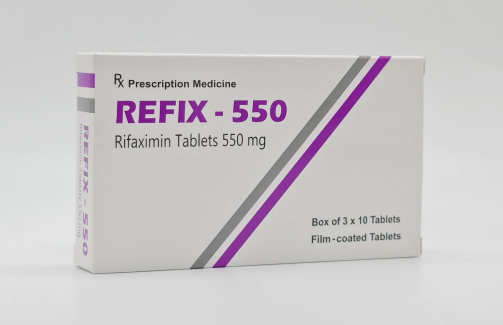 Rx Prescription Medicine
REFIX - 550
Rifaximin Tablets 550 mg
Box of 3 x 10 Tablets
Film-coated Tablets
REFIX - 550
Rifaximin Tablets 550 mg